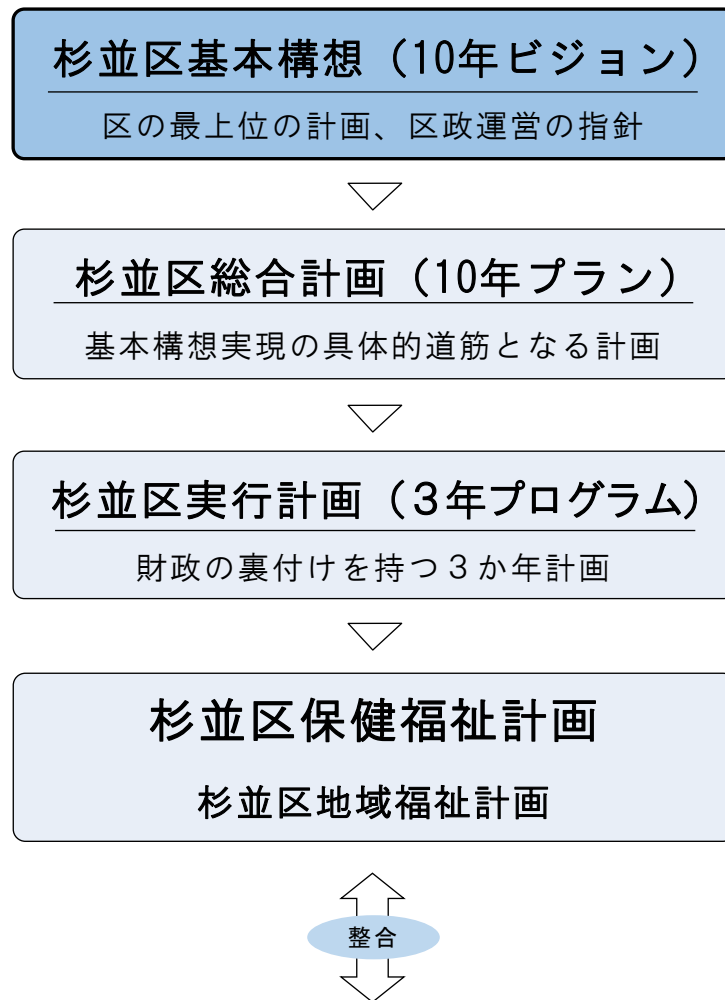 杉並区基本構想（10年ビジョン）
区の最上位の計画、区政運営の指針
杉並区総合計画（10年プラン）
基本構想実現の具体的道筋となる計画
杉並区実行計画（３年プログラム）
財政の裏付けを持つ３か年計画
杉並区保健福祉計画
杉並区地域福祉計画
整合